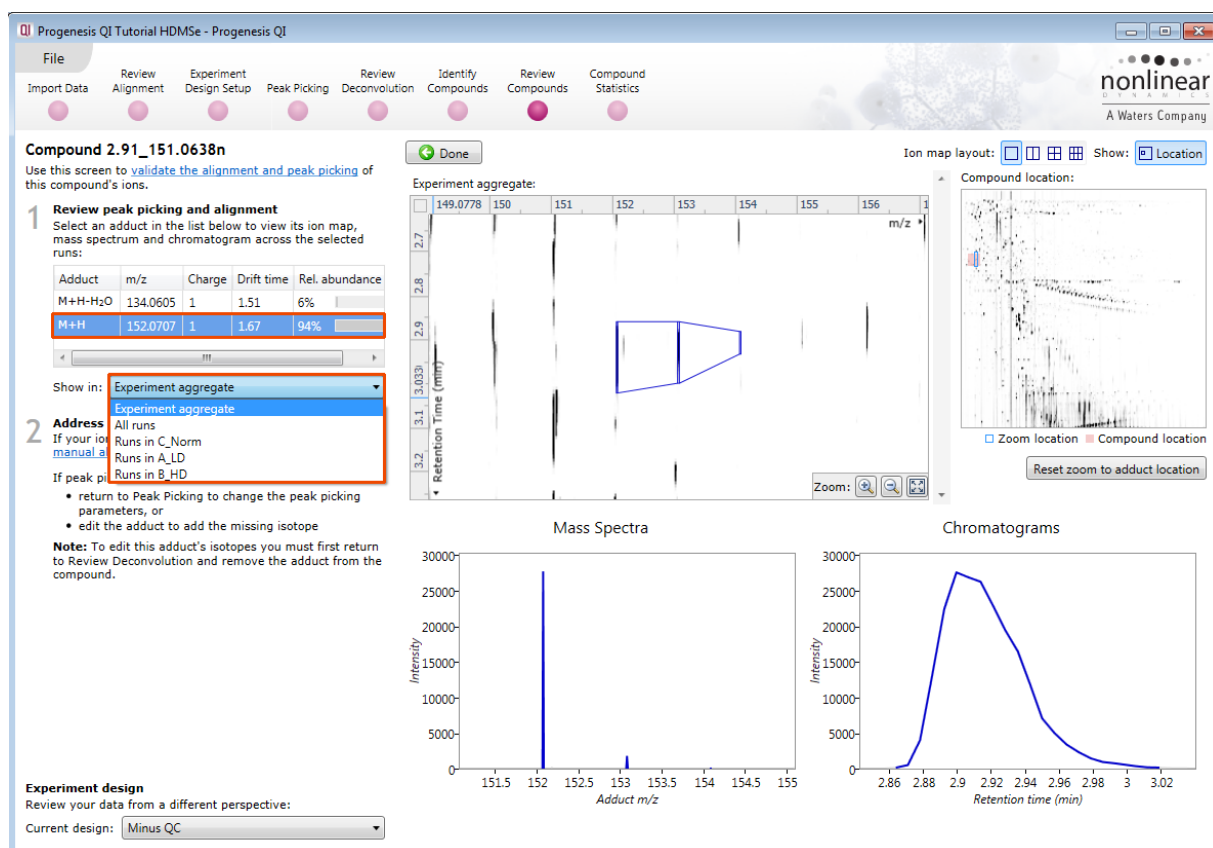 Progenesis QI Tutorial HDMSe - Progenesis QI
File
Import Data
Review Alignment
Experiment Design Setup
Peak Picking
Review Deconvolution
Identify Compounds
Review Compounds
Compound Statistics
nonlinear
DYNAMICS
A Waters Company
Compound 2.91_151.0638n
Use this screen to validate the alignment and peak picking of
this compound's ions.
1
Review peak picking and alignment
Select an adduct in the list below to view its ion map,
mass spectrum and chromatogram across the selected
runs:
Adduct m/z Charge Drift time Rel. abundance
M+H-H₂O 134.0605 1 1.51 6%
M+H 152.0707 1 1.67 94%
Show in: Experiment aggregate
Experiment aggregate
All runs
Runs in C_Norm
Runs in A_LD
Runs in B_HD
2
Address
If your ion
manual al
If peak pi
• return to Peak Picking to change the peak picking
parameters, or
• edit the adduct to add the missing isotope
Note: To edit this adduct's isotopes you must first return
to Review Deconvolution and remove the adduct from the
compound.
Experiment design
Review your data from a different perspective:
Current design: Minus QC
Done
Ion map layout:
Show: Location
Experiment aggregate:
149.0778 150 151 152 153 154 155 156 1
m/z
2.7
2.8
2.9
3.033
3.1
3.2
Retention Time (min)
Zoom:
Compound location:
Zoom location Compound location
Reset zoom to adduct location
Mass Spectra
30000
25000
20000
15000
10000
5000
0
Intensity
151.5 152 152.5 153 153.5 154 154.5 155
Adduct m/z
Chromatograms
30000
25000
20000
15000
10000
5000
0
Intensity
2.86 2.88 2.9 2.92 2.94 2.96 2.98 3 3.02
Retention time (min)